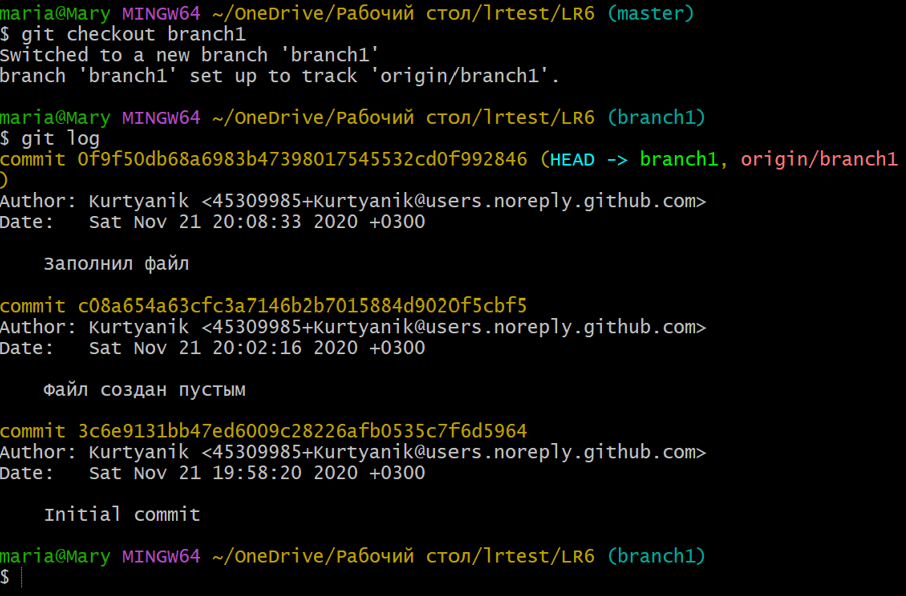 maria@Mary MINGW64 ~/OneDrive/Рабочий стол/lrtest/LR6 (master)
$ git checkout branch1
Switched to a new branch 'branch1'
branch 'branch1' set up to track 'origin/branch1'.
maria@Mary MINGW64 ~/OneDrive/Рабочий стол/lrtest/LR6 (branch1)
$ git log
commit 0f9f50db68a6983b47398017545532cd0f992846 (HEAD -> branch1, origin/branch1
)
Author: Kurtyanik <45309985+Kurtyanik@users.noreply.github.com>
Date:   Sat Nov 21 20:08:33 2020 +0300
    Заполнил файл
commit c08a654a63cfc3a7146b2b7015884d9020f5cbf5
Author: Kurtyanik <45309985+Kurtyanik@users.noreply.github.com>
Date:   Sat Nov 21 20:02:16 2020 +0300
    Файл создан пустым
commit 3c6e9131bb47ed6009c28226afb0535c7f6d5964
Author: Kurtyanik <45309985+Kurtyanik@users.noreply.github.com>
Date:   Sat Nov 21 19:58:20 2020 +0300
    Initial commit
maria@Mary MINGW64 ~/OneDrive/Рабочий стол/lrtest/LR6 (branch1)
$